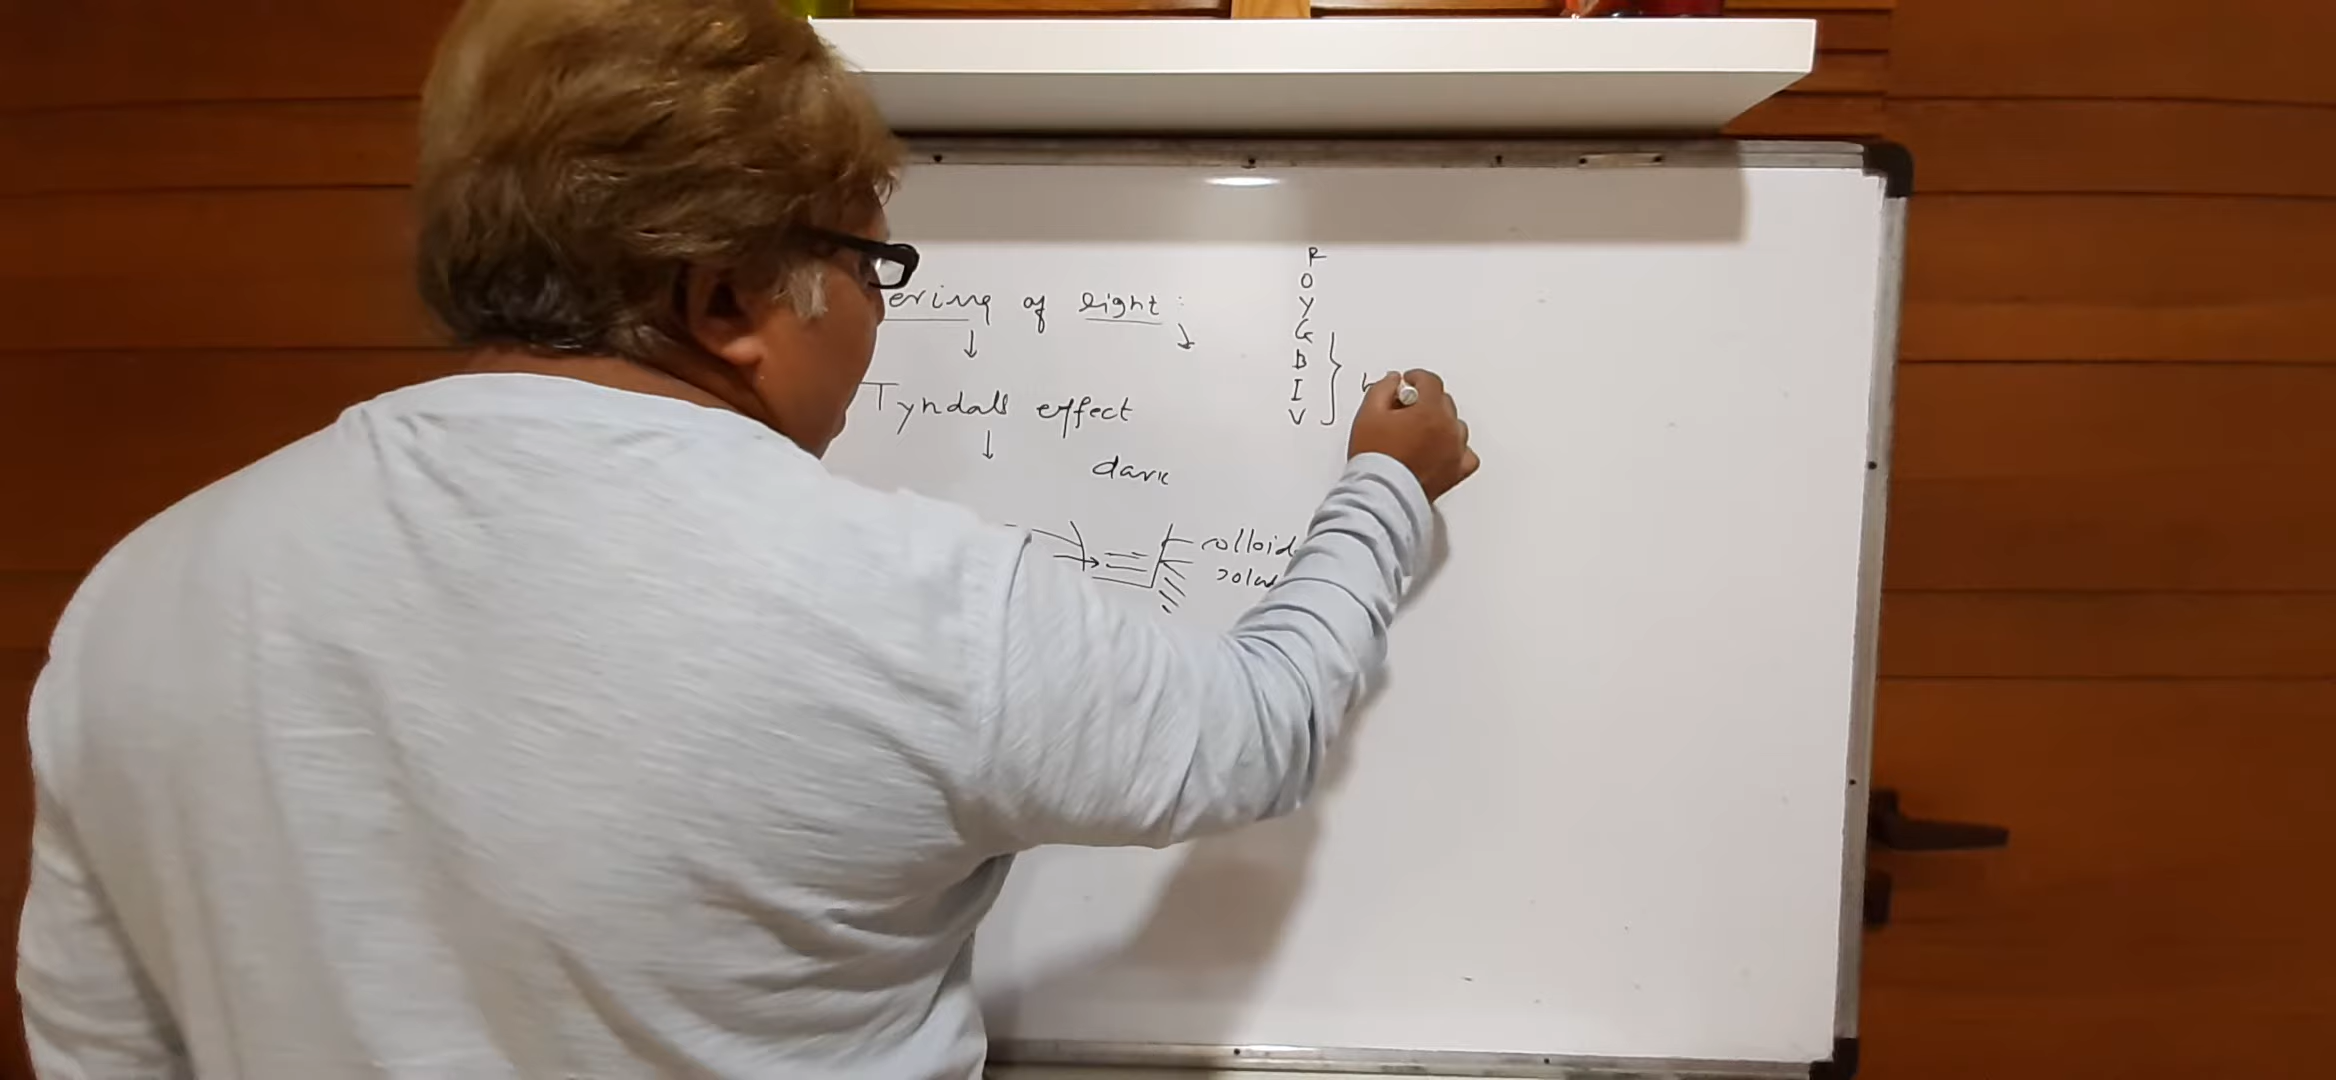 ering of light :
Tyndall effect
dark
colloid
solu
R
O
Y
G
B
I
V